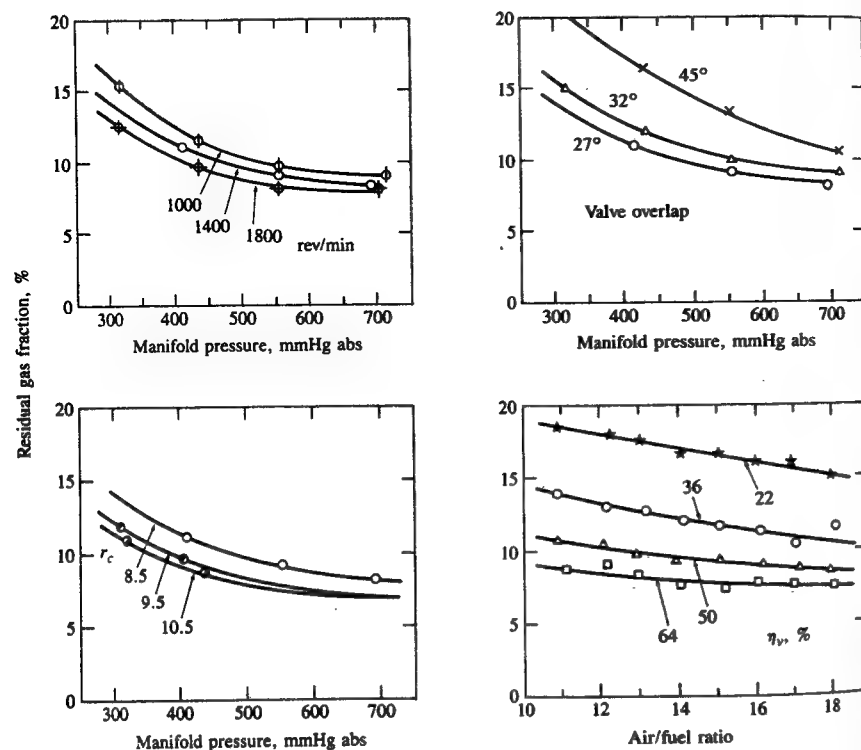 20
15
10
5
0
1000
1400
1800
rev/min
300 400 500 600 700
Manifold pressure, mmHg abs
20
15
10
5
0
45°
32°
27°
Valve overlap
300 400 500 600 700
Manifold pressure, mmHg abs
Residual gas fraction, %
20
15
10
5
0
r_c
8.5
9.5
10.5
300 400 500 600 700
Manifold pressure, mmHg abs
20
15
10
5
0
36
22
64
50
η_v, %
10 12 14 16 18
Air/fuel ratio